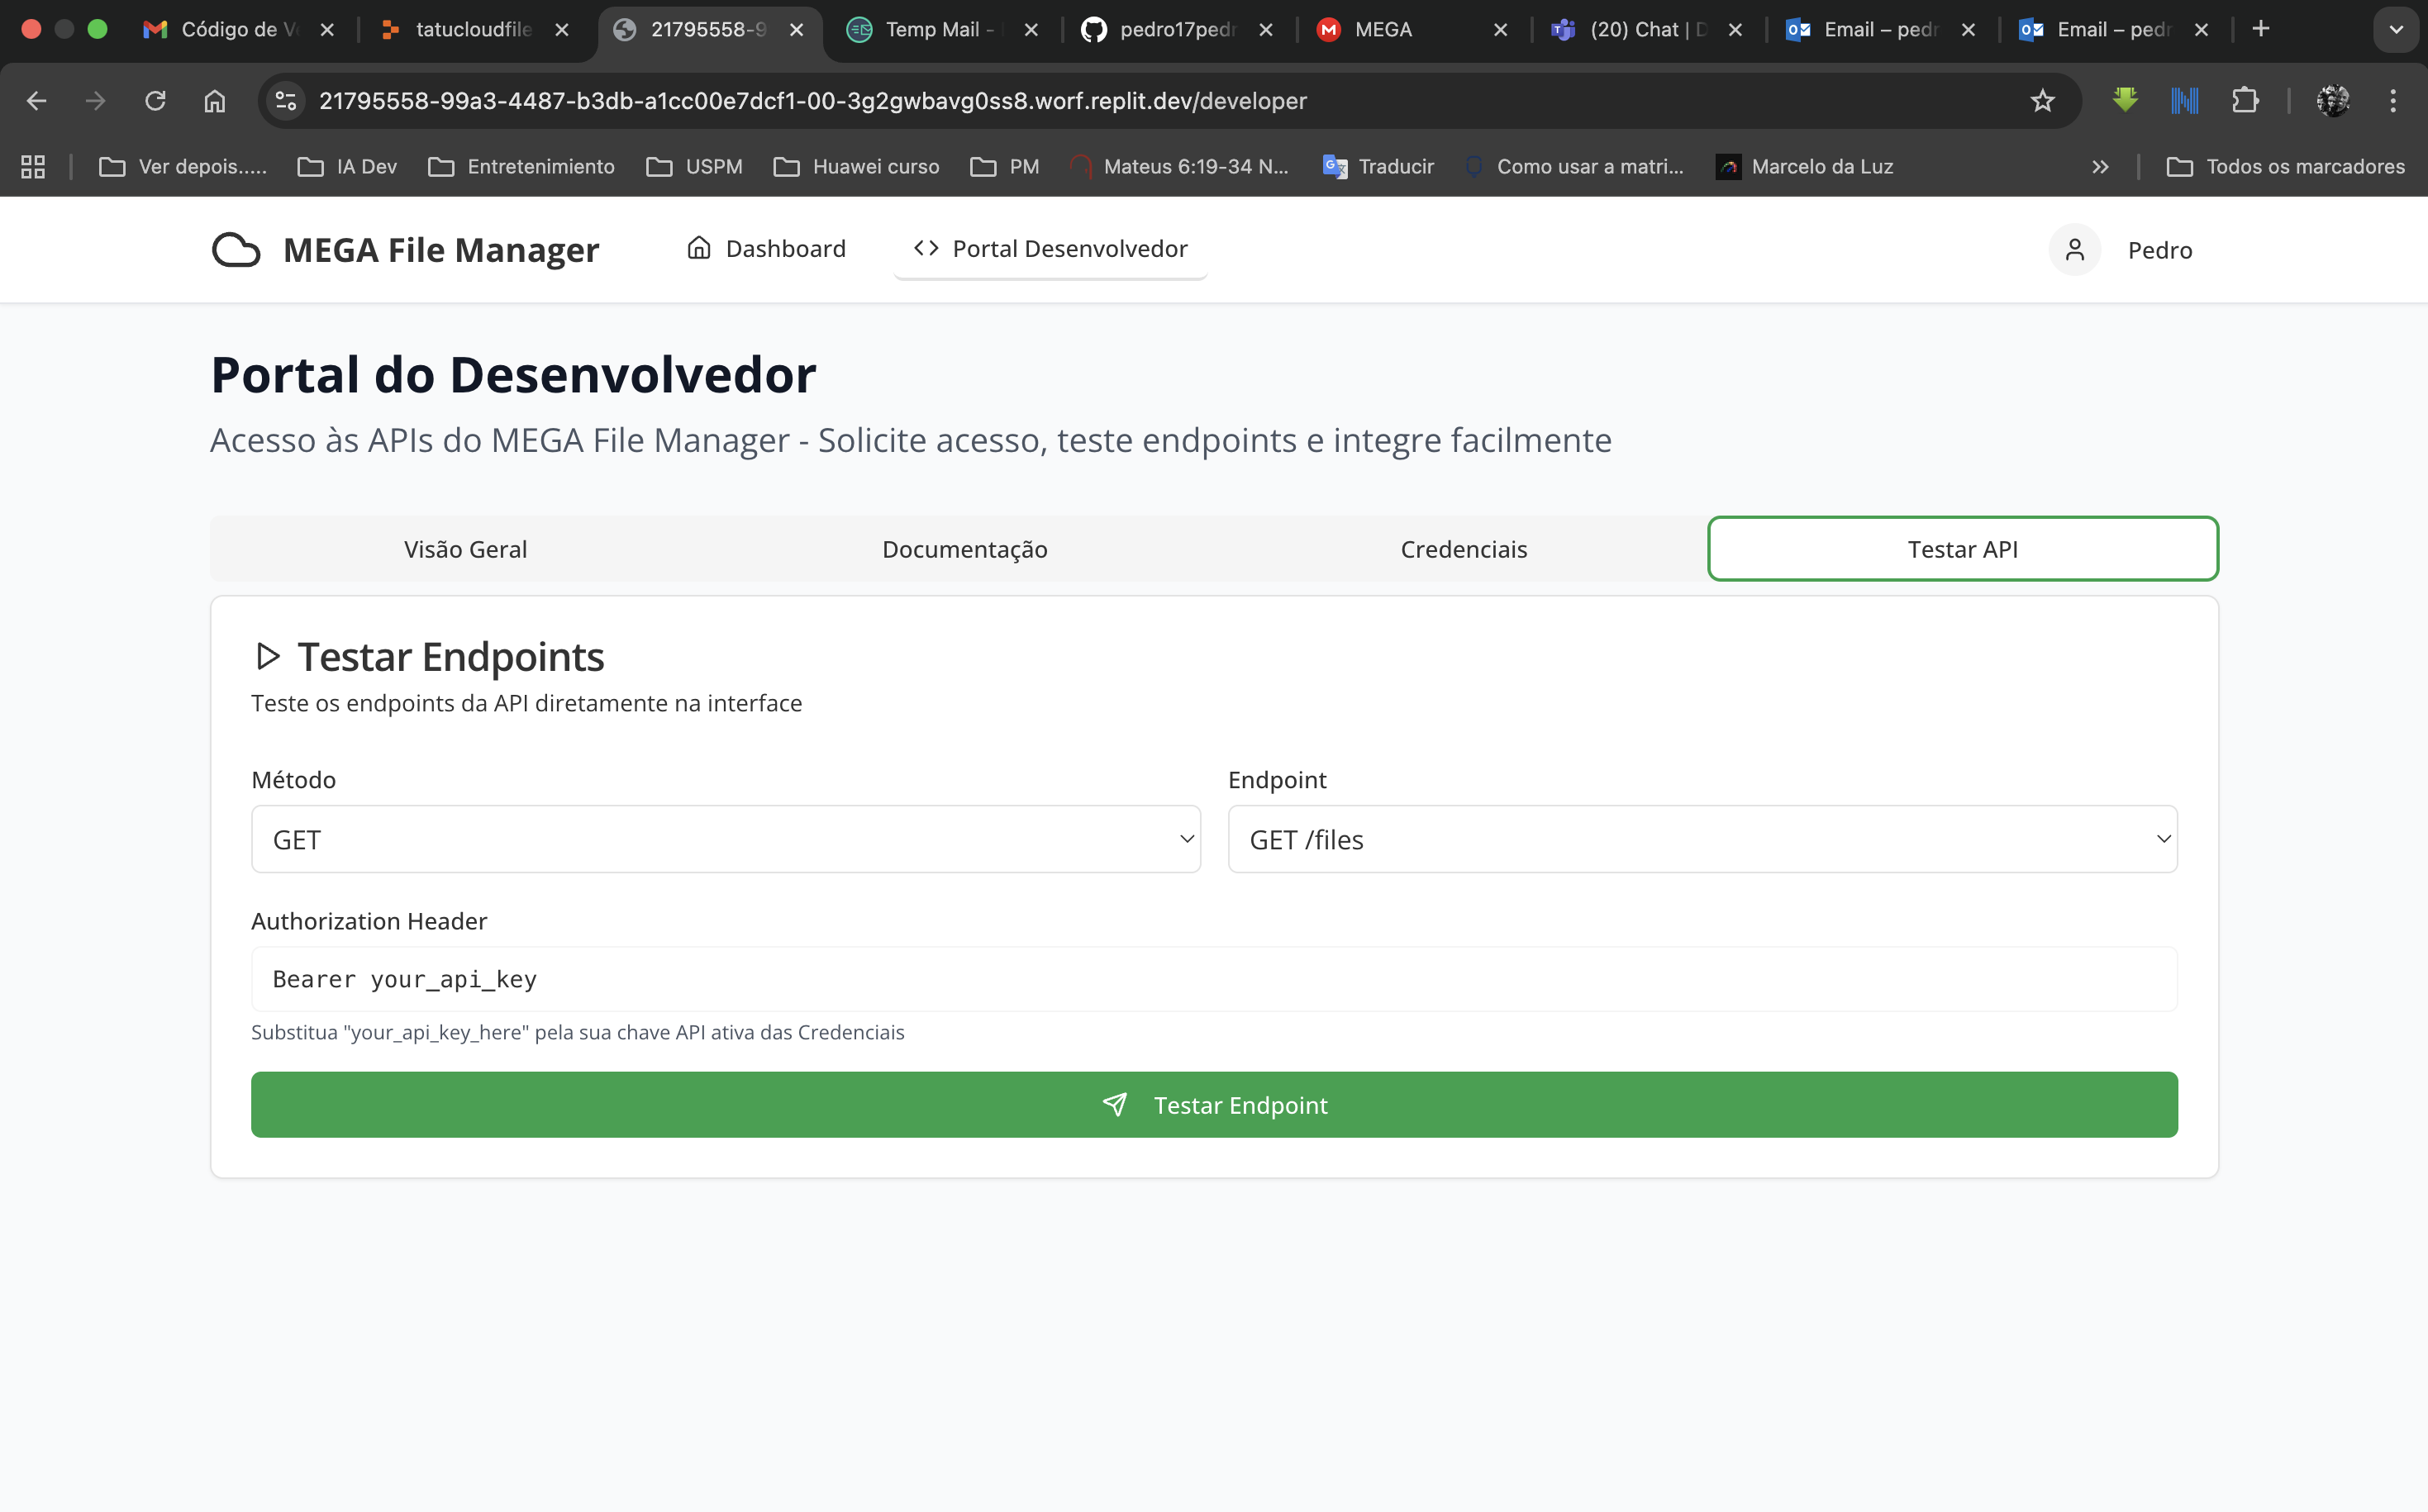 Código de Ve
tatucloudfile
21795558-9
Temp Mail -
pedro17pedr
MEGA
(20) Chat | D
Email – pedr
Email – pedr
21795558-99a3-4487-b3db-a1cc00e7dcf1-00-3g2gwbavg0ss8.worf.replit.dev/developer
Ver depois.....
IA Dev
Entretenimiento
USPM
Huawei curso
PM
Mateus 6:19-34 N...
Traducir
Como usar a matri...
Marcelo da Luz
Todos os marcadores
MEGA File Manager
Dashboard
Portal Desenvolvedor
Pedro
Portal do Desenvolvedor
Acesso às APIs do MEGA File Manager - Solicite acesso, teste endpoints e integre facilmente
Visão Geral
Documentação
Credenciais
Testar API
Testar Endpoints
Teste os endpoints da API diretamente na interface
Método
Endpoint
GET
GET /files
Authorization Header
Bearer your_api_key
Substitua "your_api_key_here" pela sua chave API ativa das Credenciais
Testar Endpoint